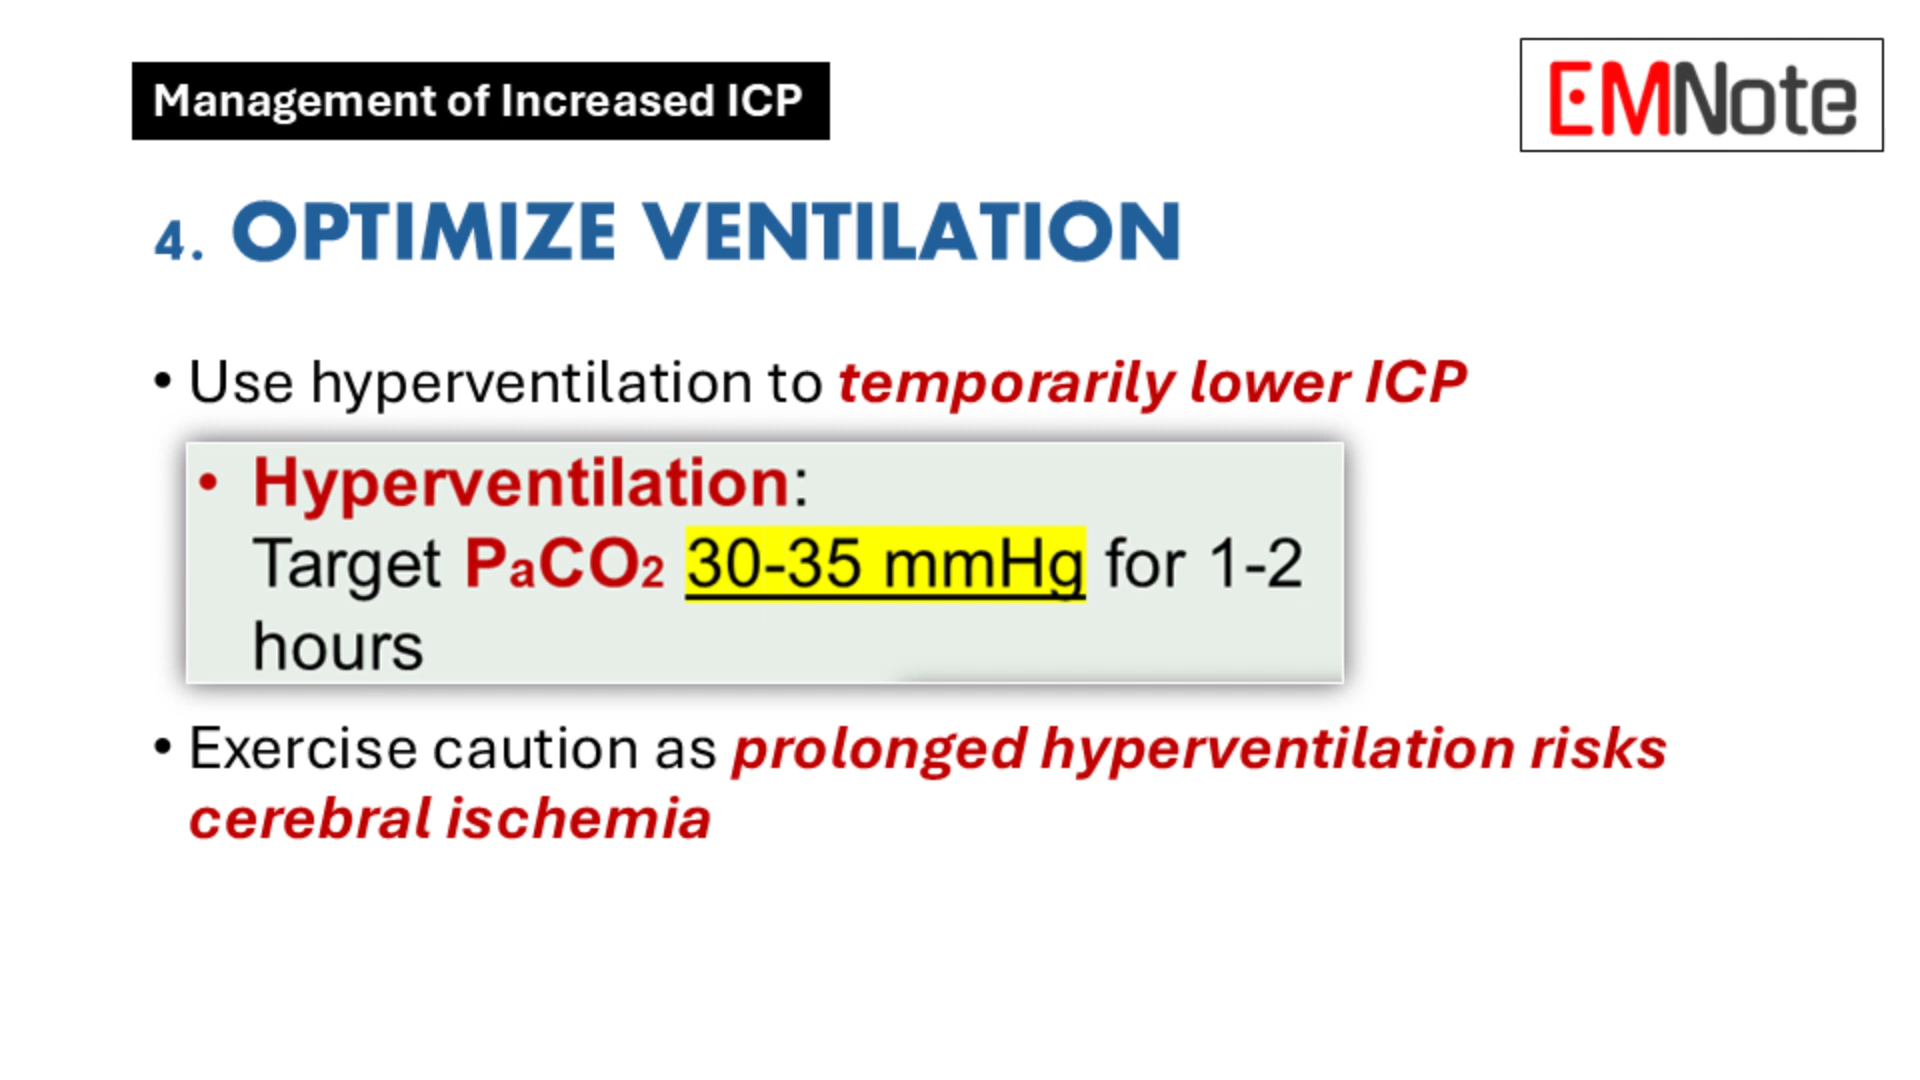 Management of Increased ICP
EMNote
4. OPTIMIZE VENTILATION
• Use hyperventilation to temporarily lower ICP
• Hyperventilation:
Target PaCO2 30-35 mmHg for 1-2
hours
• Exercise caution as prolonged hyperventilation risks
cerebral ischemia